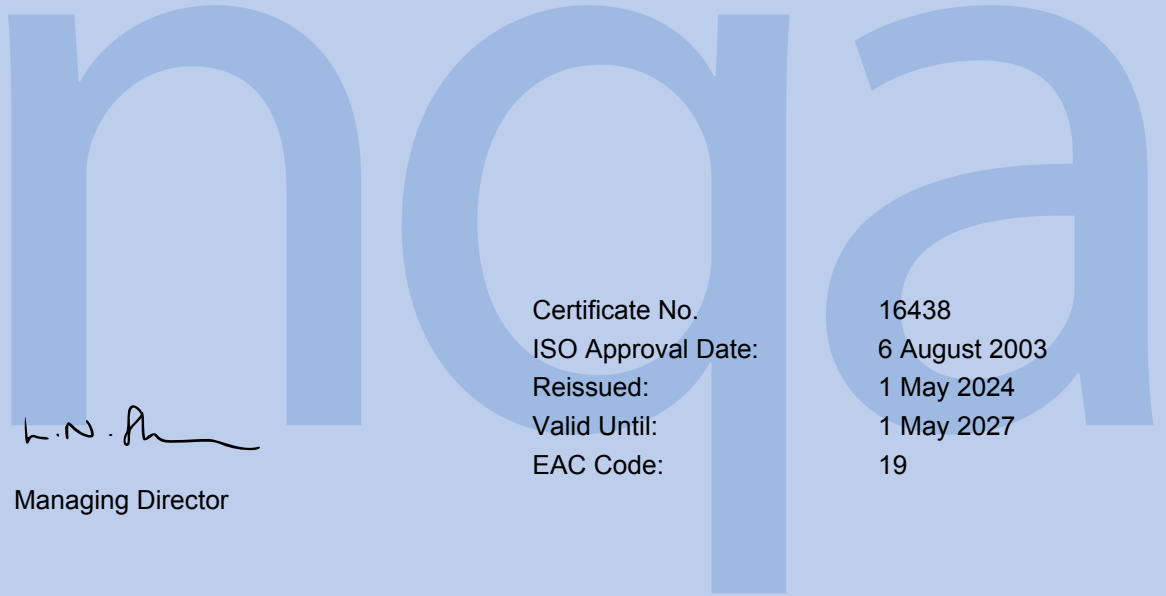 nqa
Certificate No. 16438
ISO Approval Date: 6 August 2003
Reissued: 1 May 2024
Valid Until: 1 May 2027
EAC Code: 19
Managing Director